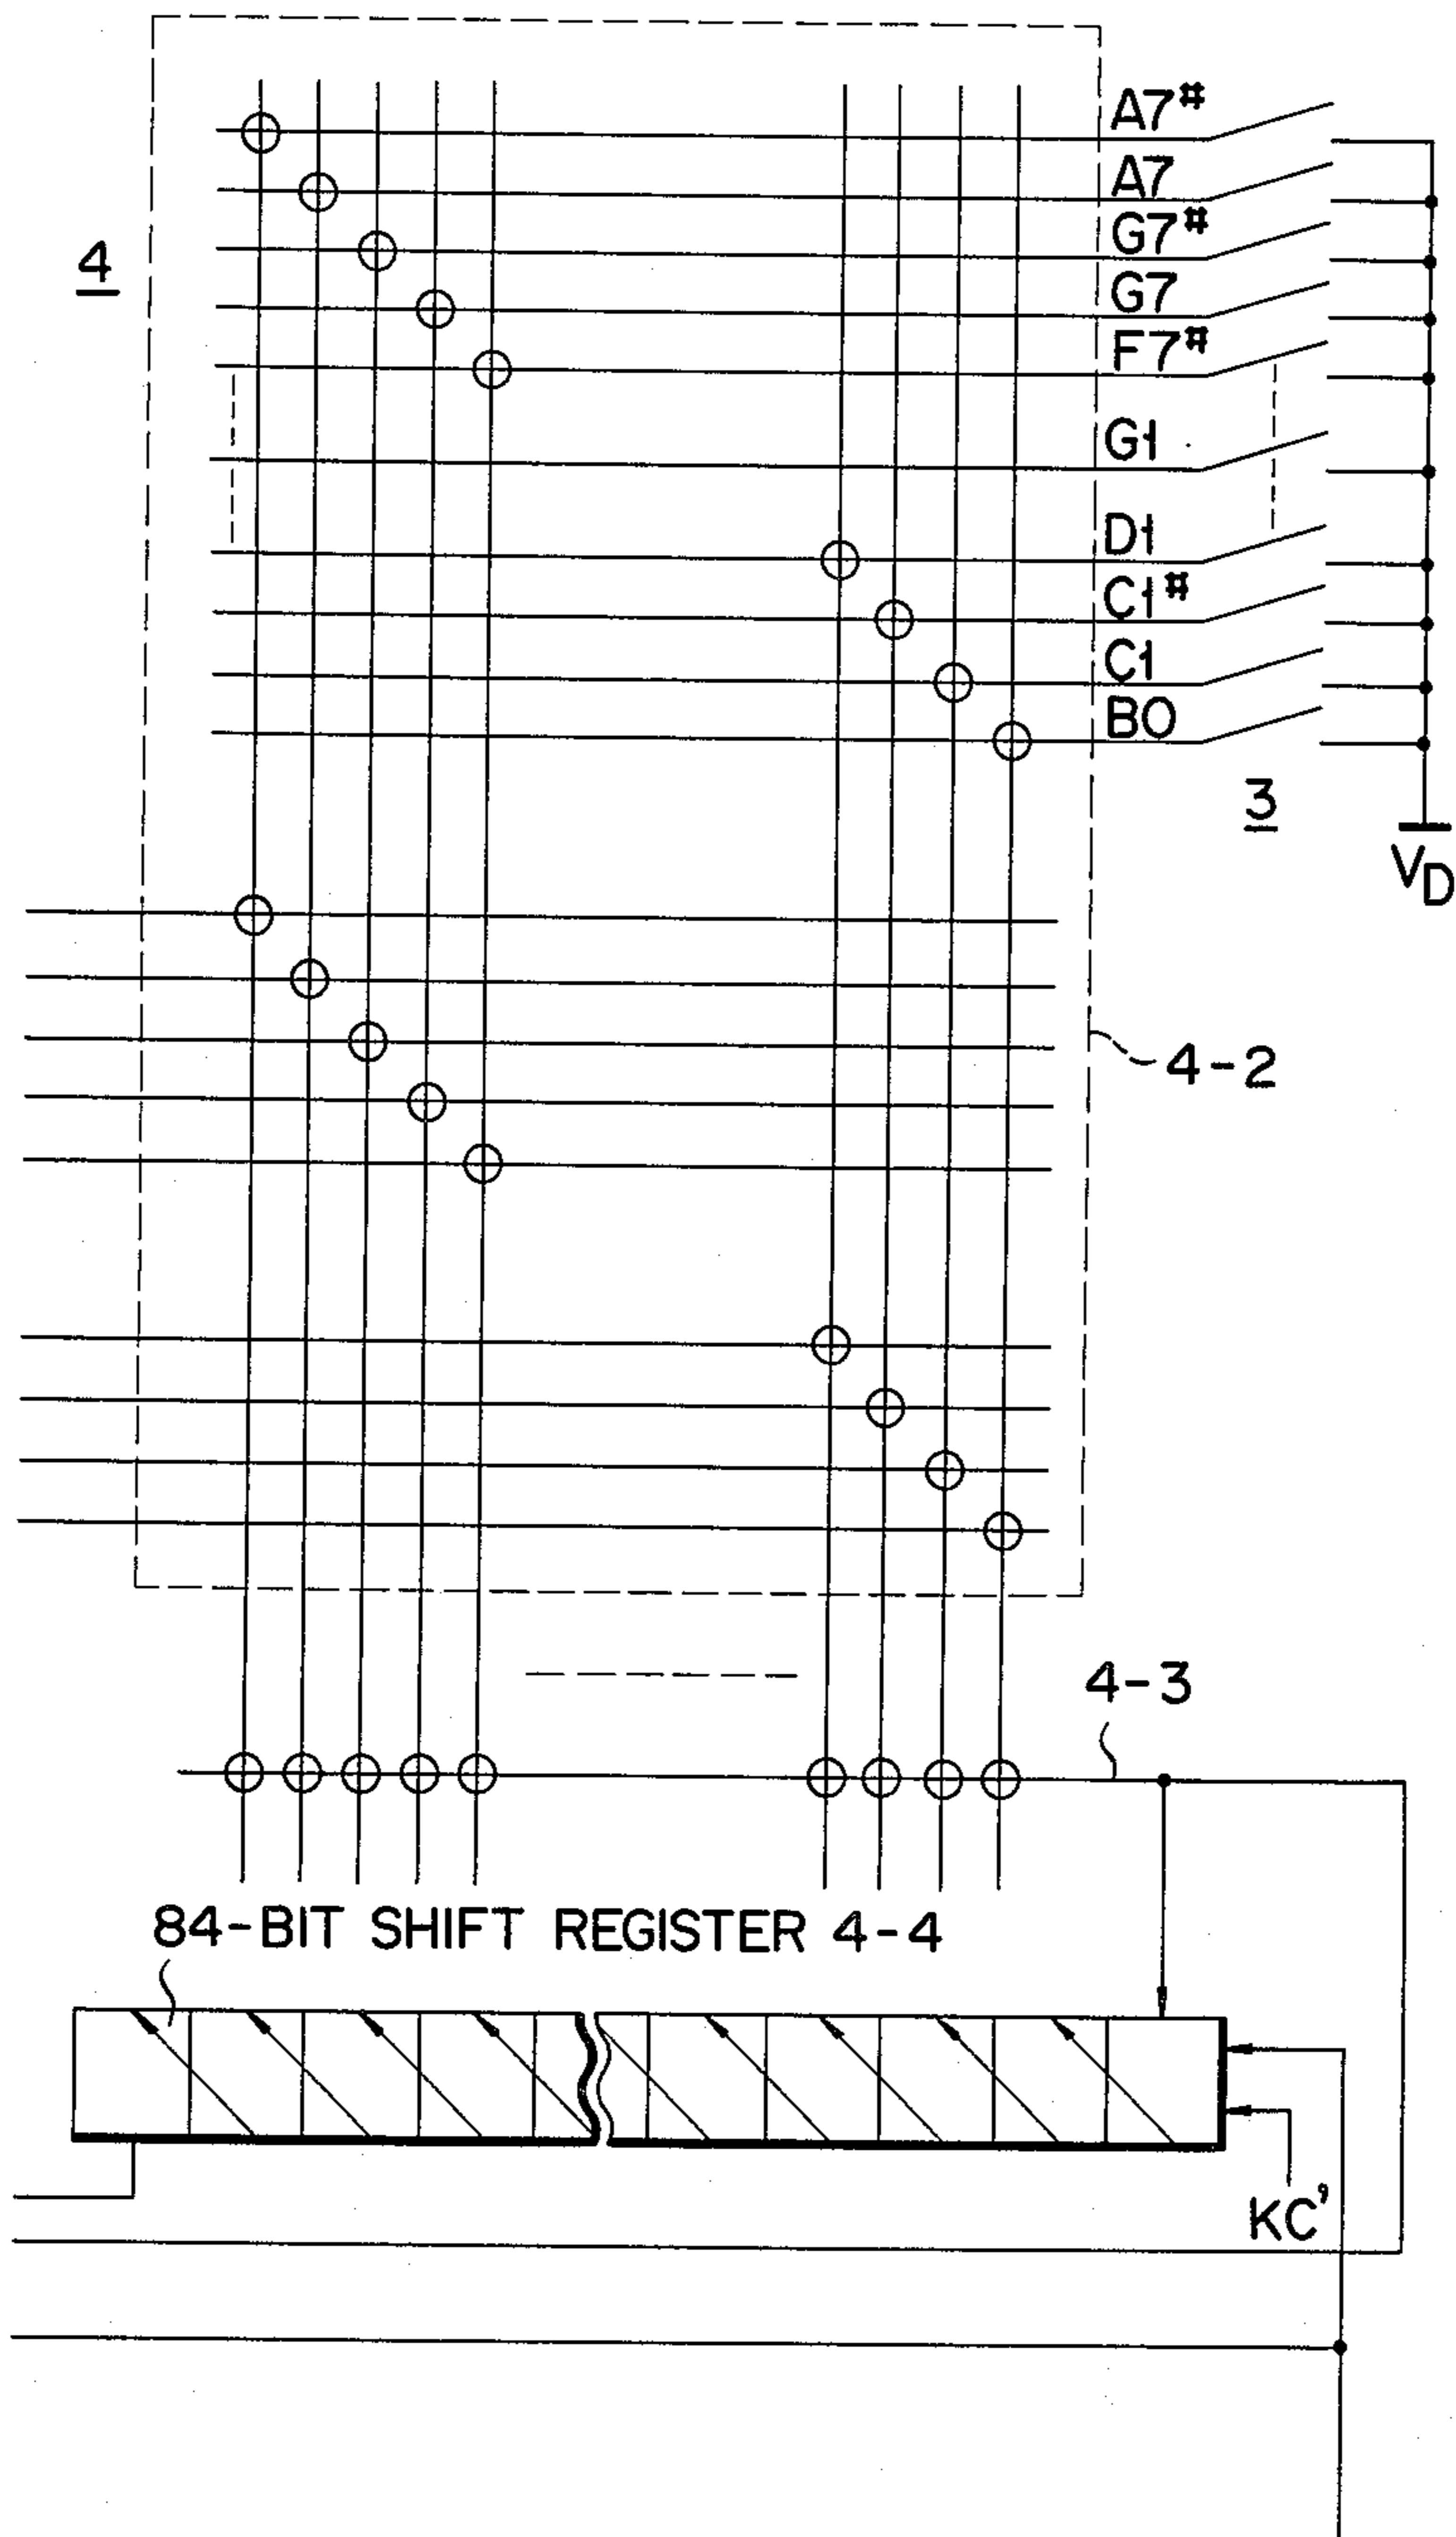 A7#
A7
4
G7#
G7
F7#
G1
D1
C1#
C1
B0
3
VD
4-2
4-3
84-BIT SHIFT REGISTER 4-4
KC'